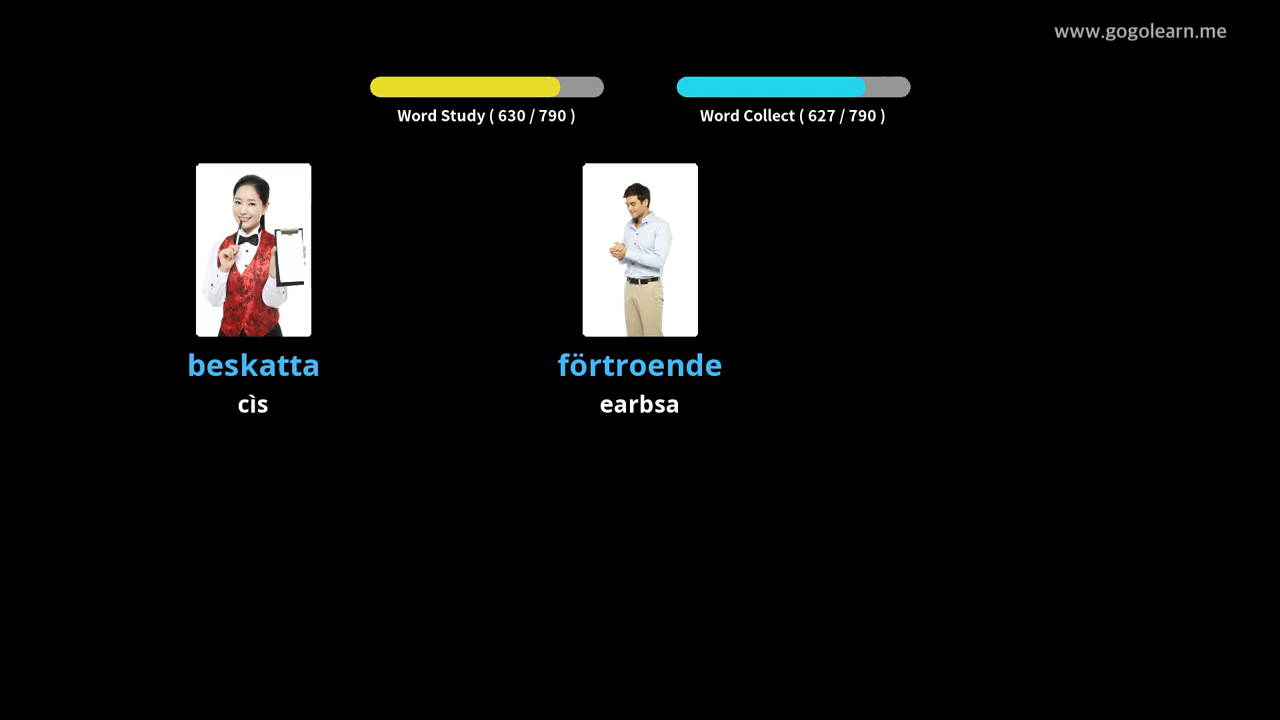 www.gogolearn.me
Word Study ( 630 / 790 )
Word Collect ( 627 / 790 )
beskatta
cìs
förtroende
earbsa